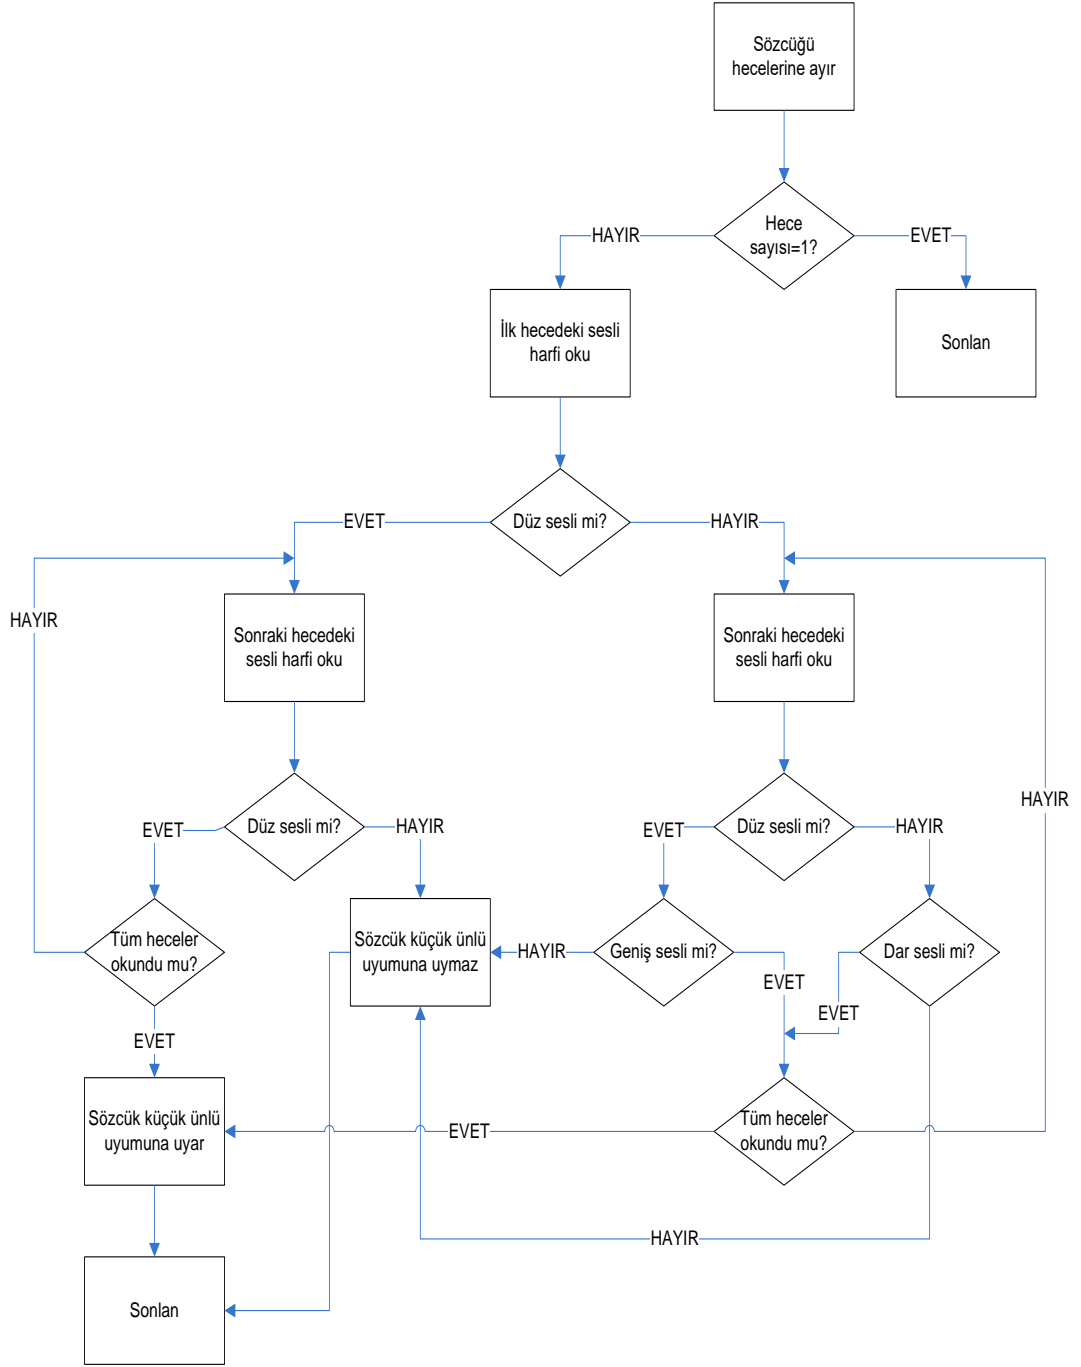 Sözcüğü
hecelerine ayır
Hece
sayısı=1?
HAYIR
EVET
İlk hecedeki sesli
harfi oku
Sonlan
Düz sesli mi?
EVET
HAYIR
HAYIR
Sonraki hecedeki
sesli harfi oku
Sonraki hecedeki
sesli harfi oku
HAYIR
Düz sesli mi?
EVET
HAYIR
Düz sesli mi?
EVET
HAYIR
Tüm heceler
okundu mu?
Sözcük küçük ünlü
uyumuna uymaz
HAYIR
Geniş sesli mi?
Dar sesli mi?
EVET
EVET
EVET
Sözcük küçük ünlü
uyumuna uyar
EVET
Tüm heceler
okundu mu?
HAYIR
Sonlan